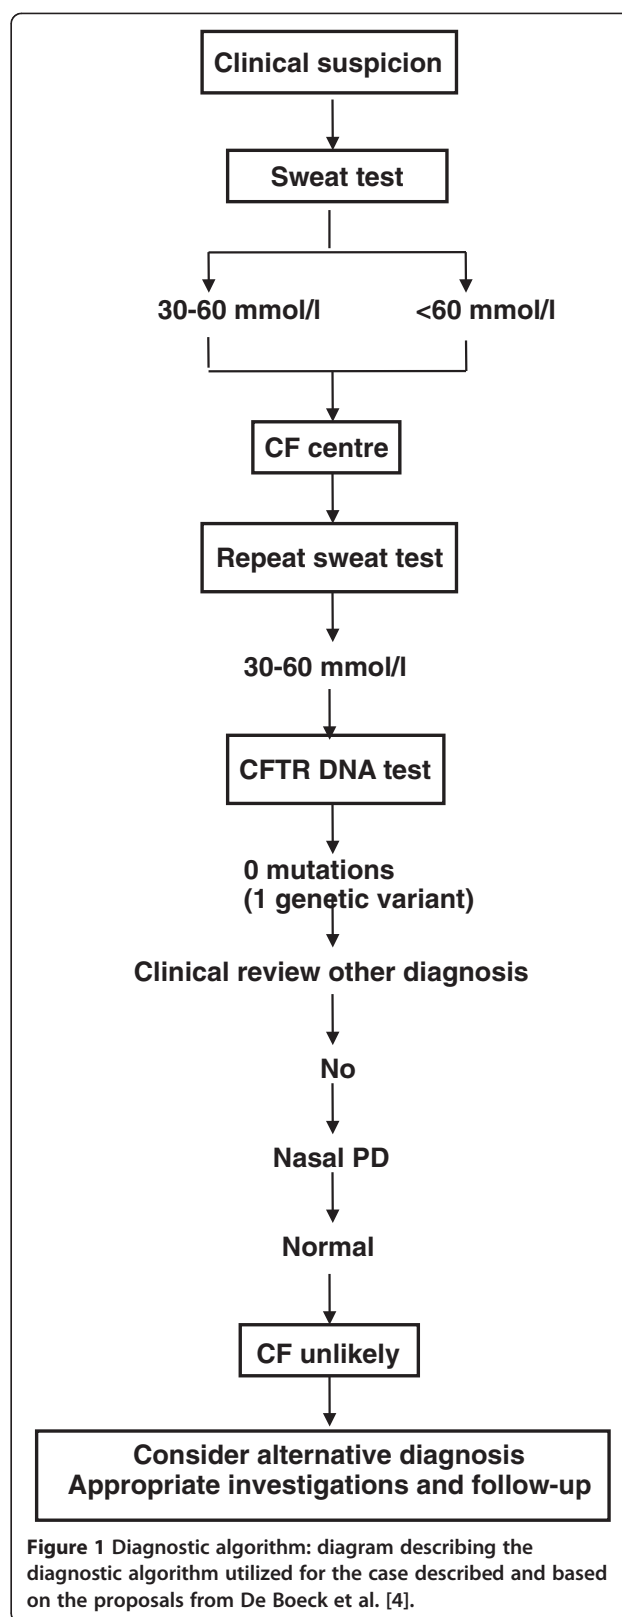 Clinical suspicion
Sweat test
30-60 mmol/l <60 mmol/l
CF centre
Repeat sweat test
30-60 mmol/l
CFTR DNA test
0 mutations
(1 genetic variant)
Clinical review other diagnosis
No
Nasal PD
Normal
CF unlikely
Consider alternative diagnosis
Appropriate investigations and follow-up
Figure 1 Diagnostic algorithm: diagram describing the
diagnostic algorithm utilized for the case described and based
on the proposals from De Boeck et al. [4].